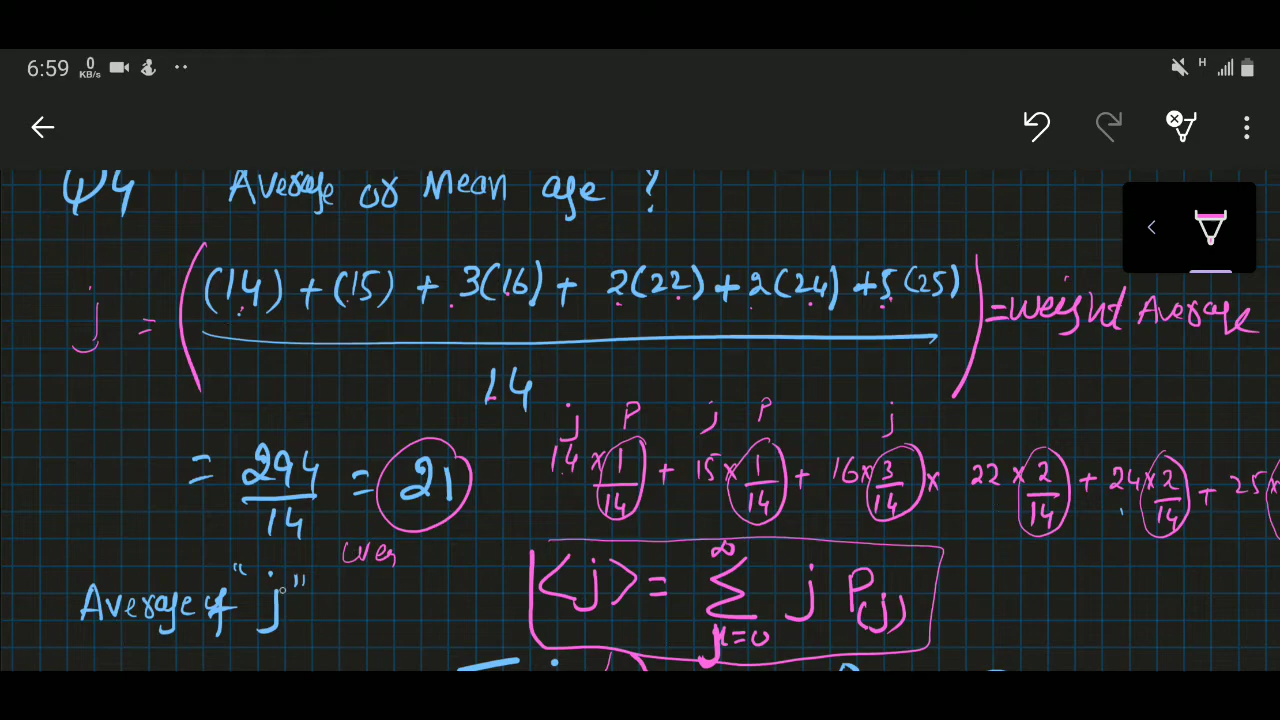 6:59 0 KB/s H
Q4 Average or Mean age ?
j = ( (14) + (15) + 3(16) + 2(22) + 2(24) + 5(25) ) = Weight Average
14
j P j P j
= 294/14 = 21 14 × 1/14 + 15 × 1/14 + 16 × 3/14 × 22 × 2/14 + 24 × 2/14 + 25 ×
<j> = ∞ Σ j=0 j P(j)
Average of "j"